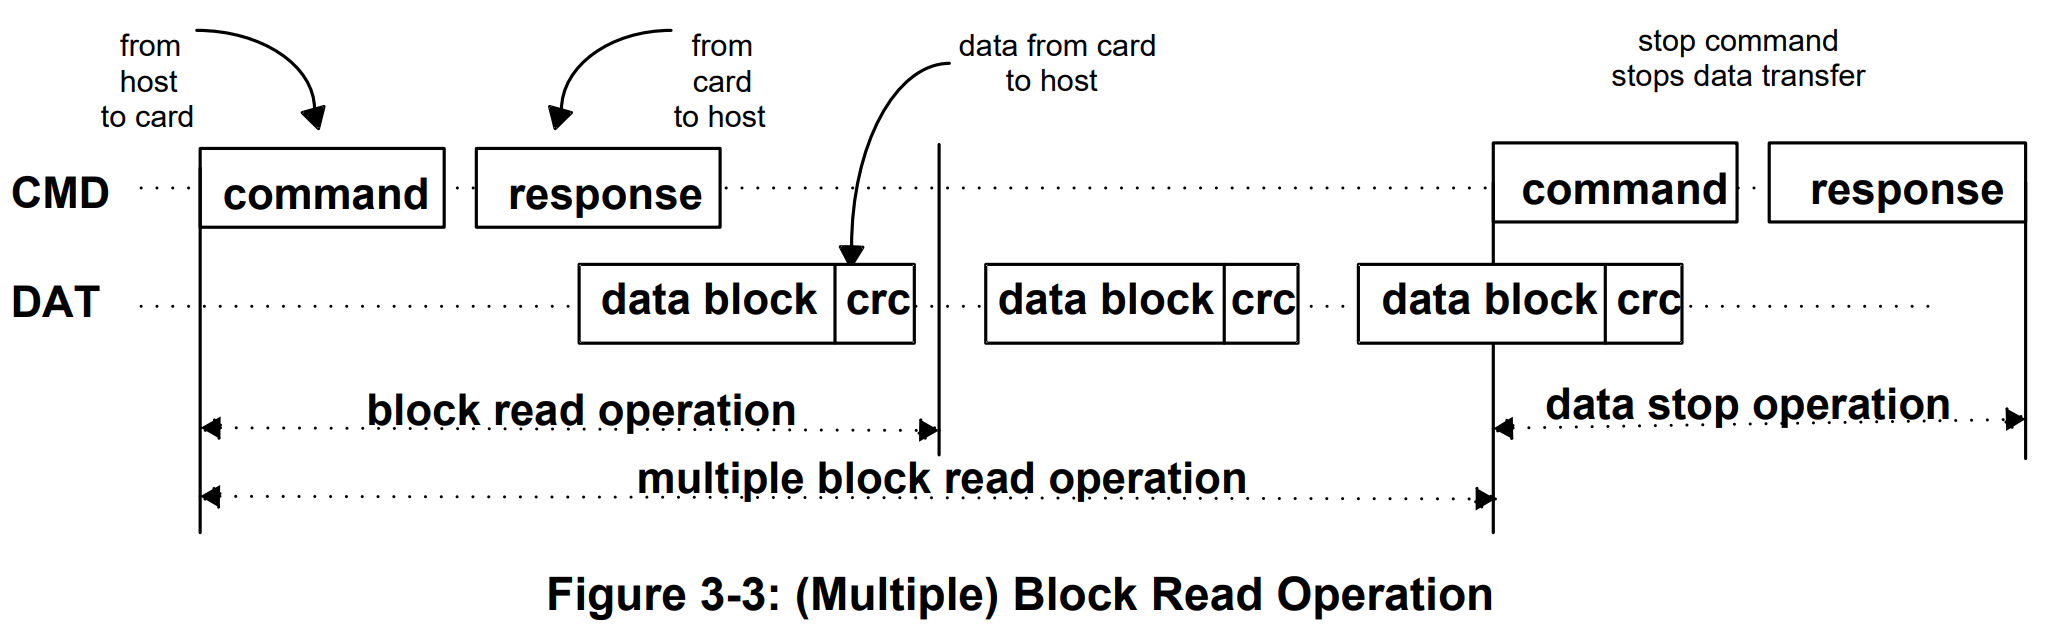 from
host
to card
from
card
to host
data from card
to host
stop command
stops data transfer
CMD
command
response
command
response
DAT
data block
crc
data block
crc
data block
crc
block read operation
data stop operation
multiple block read operation
Figure 3-3: (Multiple) Block Read Operation